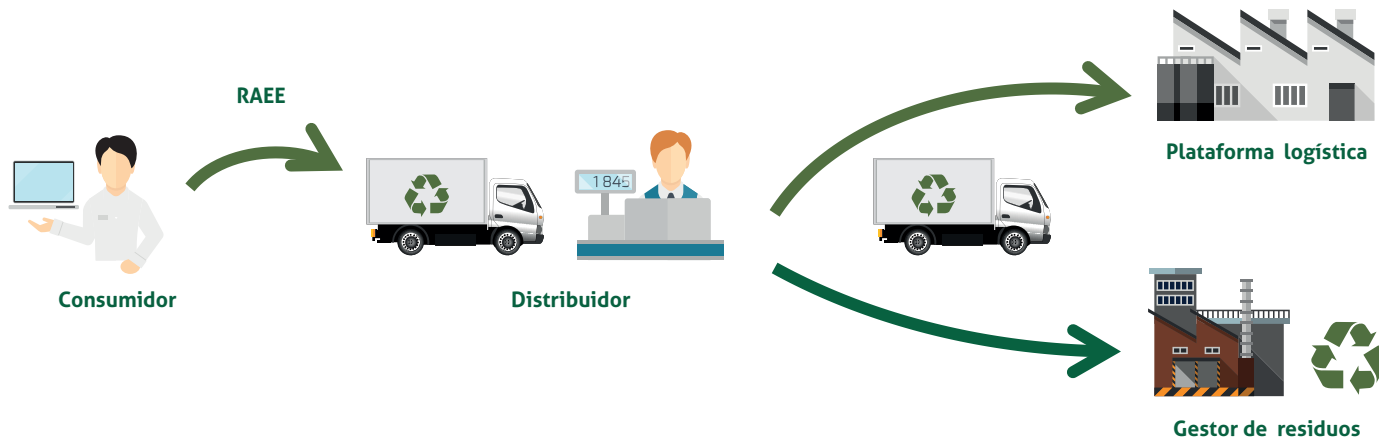 RAEE
1845
Plataforma logística
Consumidor
Distribuidor
Gestor de residuos